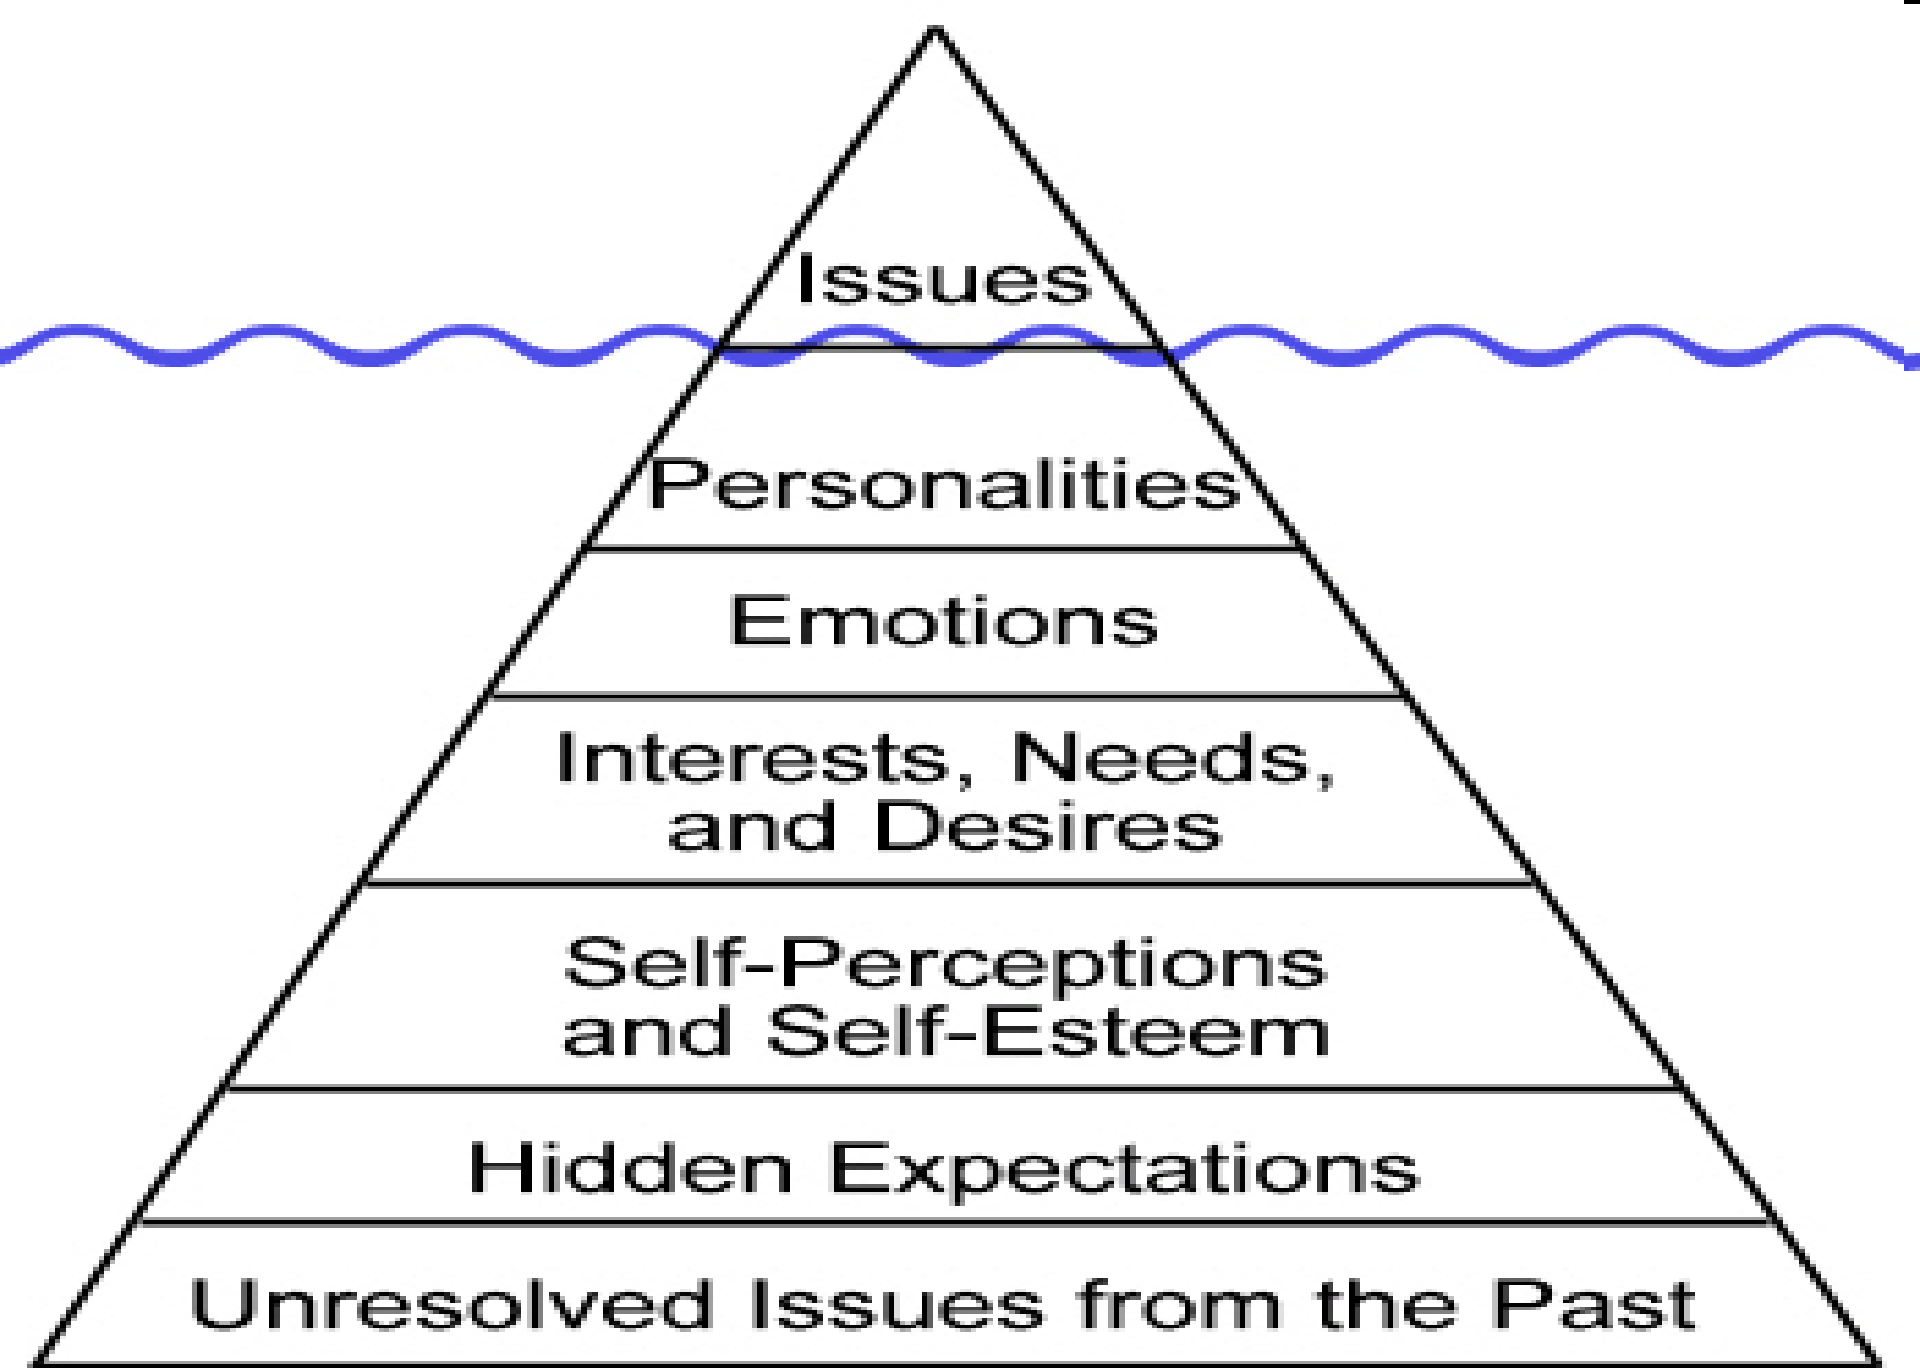 Issues
Personalities
Emotions
Interests, Needs,
and Desires
Self-Perceptions
and Self-Esteem
Hidden Expectations
Unresolved Issues from the Past